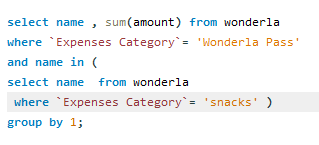 select name , sum(amount) from wonderla
where `Expenses Category`= 'Wonderla Pass'
and name in (
select name  from wonderla
where `Expenses Category`= 'snacks' )
group by 1;